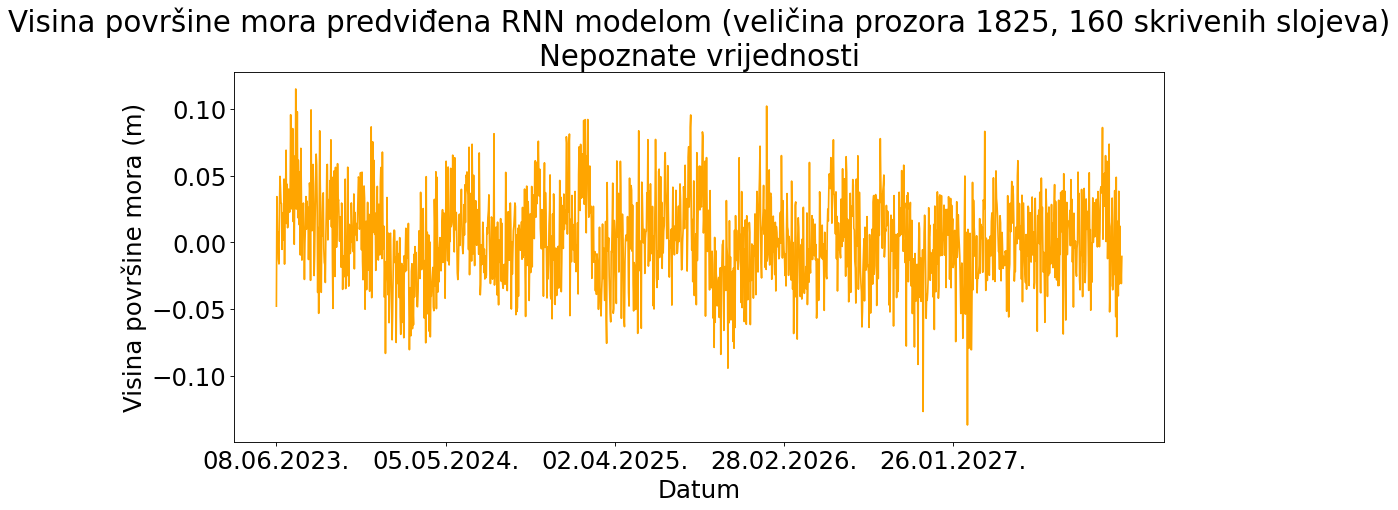 Visina površine mora predviđena RNN modelom (veličina prozora 1825, 160 skrivenih slojeva)
Nepoznate vrijednosti
Visina površine mora (m)
0.10
0.05
0.00
−0.05
−0.10
08.06.2023. 05.05.2024. 02.04.2025. 28.02.2026. 26.01.2027.
Datum